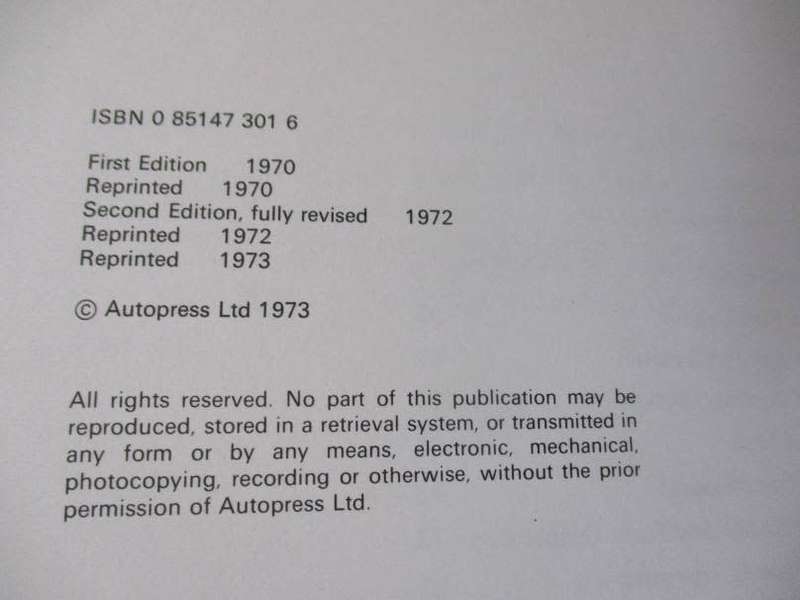 ISBN 0 85147 301 6
First Edition 1970
Reprinted 1970
Second Edition, fully revised 1972
Reprinted 1972
Reprinted 1973
© Autopress Ltd 1973
All rights reserved. No part of this publication may be
reproduced, stored in a retrieval system, or transmitted in
any form or by any means, electronic, mechanical,
photocopying, recording or otherwise, without the prior
permission of Autopress Ltd.